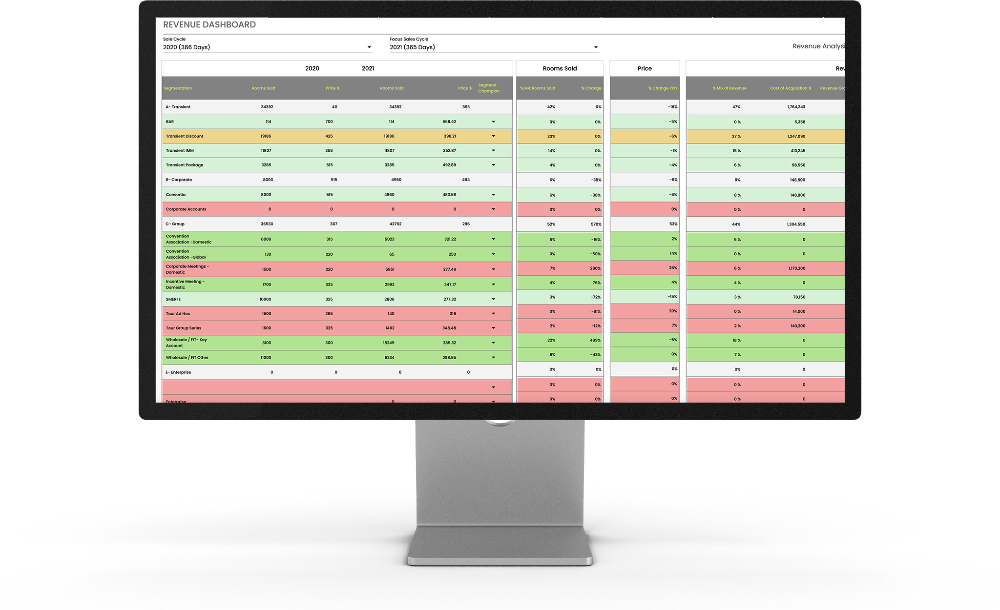 REVENUE DASHBOARD
Sale Cycle
Focus Sales Cycle
2020 (366 Days)
2021 (365 Days)
Revenue Analysis
2020 2021 Rooms Sold Price Rev
Segmentation Rooms Sold Price $ Rooms Sold Price $ Segment Champion % Mix Rooms Sold % Change % Change YOY % Mix of Revenue Cost of Acquisition $ Revenue Gro
A- Transient 34392 411 34392 393 42% 0% -16% 47% 1,764,243
BAR 114 700 114 668.42 0% 0% -5% 0 % 5,358
Transient Discount 19186 425 19186 398.21 23% 0% -6% 27 % 1,247,090
Transient IMM 11807 356 11807 352.87 14% 0% -1% 15 % 413,245
Transient Package 3285 515 3285 492.89 4% 0% -4% 6 % 98,550
B- Corporate 8000 515 4960 484 6% -38% -6% 8% 148,800
Consortia 8000 515 4960 483.58 6% -38% -6% 8 % 148,800
Corporate Accounts 0 0 0 0 0% 0% 0% 0 % 0
C- Group 36530 307 42762 296 52% 570% 53% 44% 1,394,550
Convention
Association -Domestic 6000 315 5023 321.22 6% -16% 2% 6 % 0
Convention
Association -Global 130 220 65 250 0% -50% 14% 0 % 0
Corporate Meetings -
Domestic 1500 220 5851 277.49 7% 290% 26% 6 % 1,170,200
Incentive Meeting -
Domestic 1700 335 2992 347.17 4% 76% 4% 4 % 0
SMERFE 10000 325 2806 277.32 3% -72% -15% 3 % 70,150
Tour Ad Hoc 1500 265 140 319 0% -91% 20% 0 % 14,000
Tour Group Series 1600 325 1402 348.48 2% -12% 7% 2 % 140,200
Wholesale / FIT- Key
Account 3100 300 18249 285.32 22% 489% -5% 18 % 0
Wholesale / FIT Other 11000 300 6234 298.55 8% -43% 0% 7 % 0
E- Enterprise 0 0 0 0 0% 0% 0% 0% 0
0% 0% 0% 0 % 0
Enterprise 0 0 0% 0% 0% 0 % 0